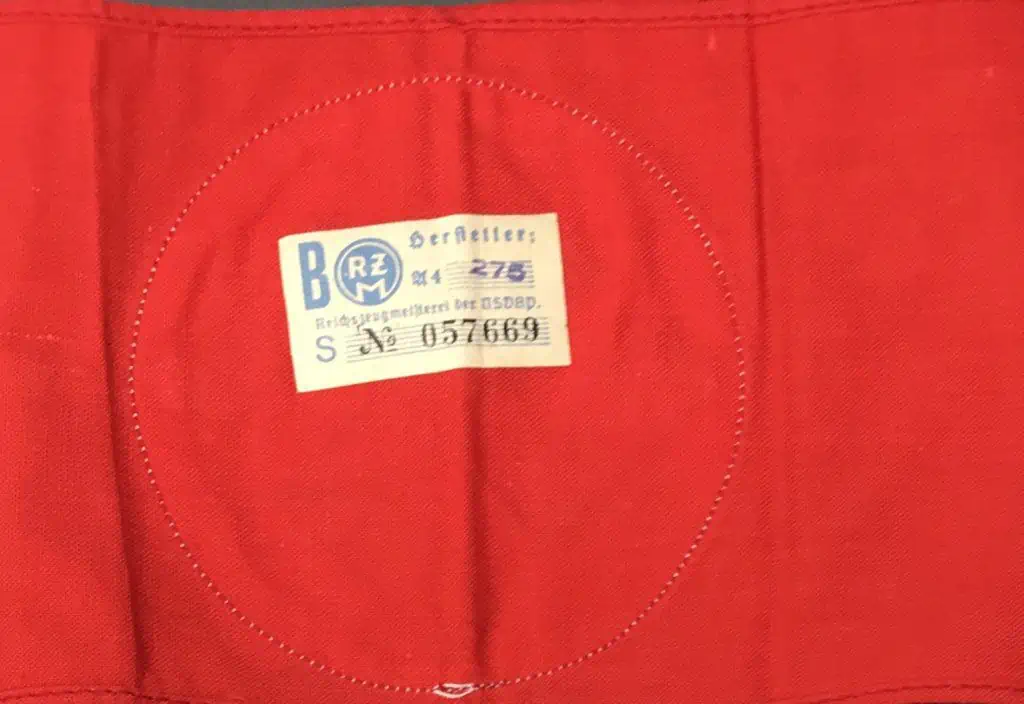 B RZM Hersteller:
A4 275
Reichszeugmeisterei der NSDAP.
S № 057669